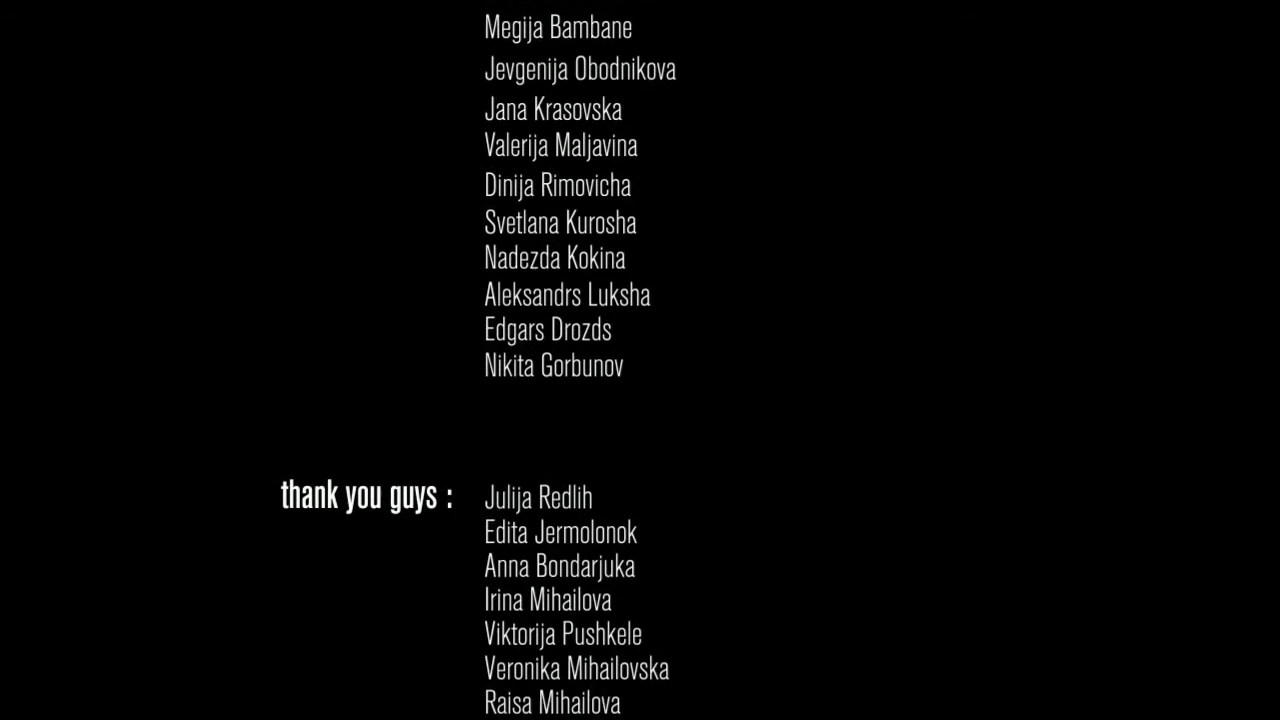 Megija Bambane
Jevgenija Obodnikova
Jana Krasovska
Valerija Maljavina
Dinija Rimovicha
Svetlana Kurosha
Nadezda Kokina
Aleksandrs Luksha
Edgars Drozds
Nikita Gorbunov
thank you guys : Julija Redlih
Edita Jermolonok
Anna Bondarjuka
Irina Mihailova
Viktorija Pushkele
Veronika Mihailovska
Raisa Mihailova